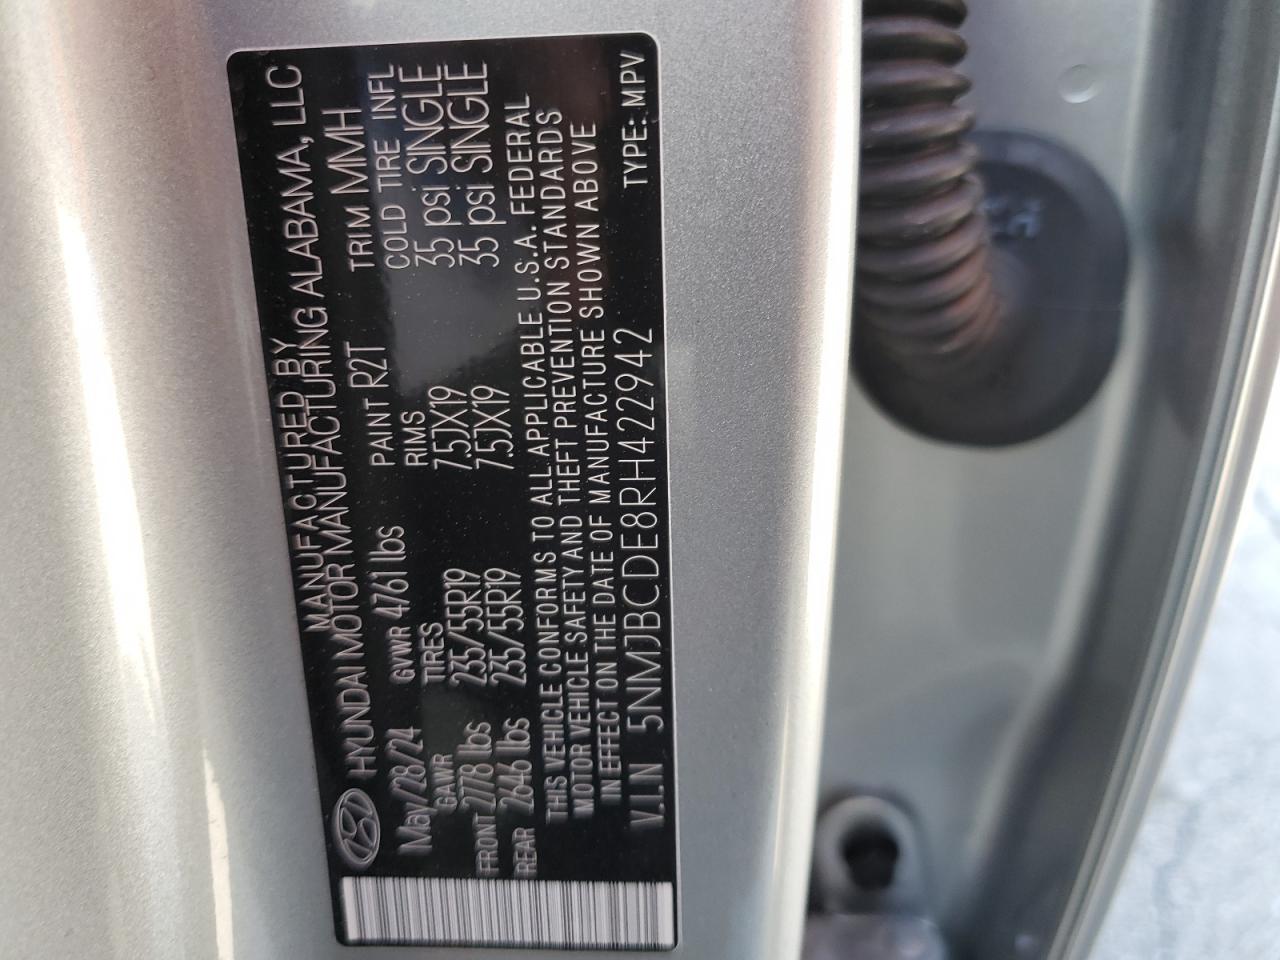 MANUFACTURED BY
HYUNDAI MOTOR MANUFACTURING ALABAMA, LLC
May/28/24 GVWR 4761 lbs PAINT R2T TRIM MMH
GAWR TIRES RIMS COLD TIRE INFL
FRONT 2778 lbs 235/55R19 7.5JX19 35 psi SINGLE
REAR 2646 lbs 235/55R19 7.5JX19 35 psi SINGLE
THIS VEHICLE CONFORMS TO ALL APPLICABLE U.S.A. FEDERAL
MOTOR VEHICLE SAFETY AND THEFT PREVENTION STANDARDS
IN EFFECT ON THE DATE OF MANUFACTURE SHOWN ABOVE
V.I.N 5NMJBCDE8RH422942 TYPE: MPV